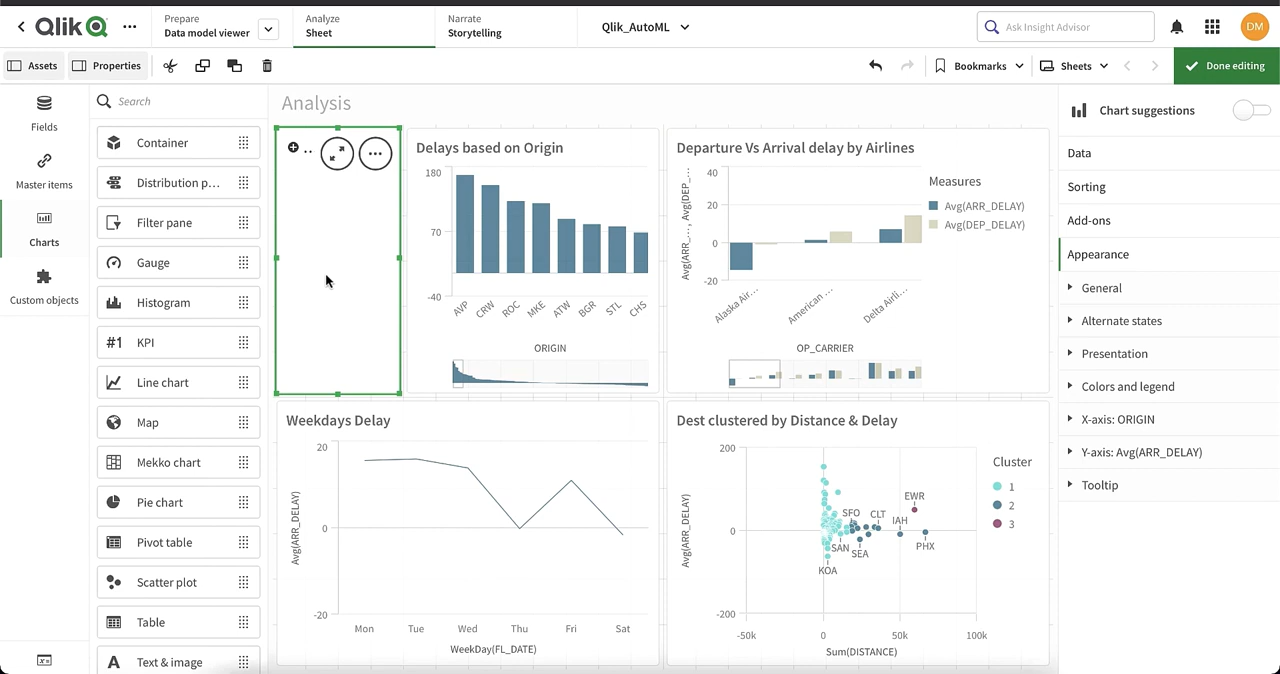 Qlik
Prepare
Data model viewer
Analyze
Sheet
Narrate
Storytelling
Qlik_AutoML
Ask Insight Advisor
DM
Assets
Properties
Bookmarks
Sheets
Done editing
Fields
Master items
Charts
Custom objects
Search
Container
Distribution p...
Filter pane
Gauge
Histogram
#1 KPI
Line chart
Map
Mekko chart
Pie chart
Pivot table
Scatter plot
Table
A Text & image
Analysis
Delays based on Origin
180
70
-40
AVP
CRW
ROC
MKE
ATW
BGR
STL
CHS
ORIGIN
Departure Vs Arrival delay by Airlines
Avg(ARR_..., Avg(DEP_...
40
20
0
-20
Alaska Air...
American ...
Delta Airli...
OP_CARRIER
Measures
Avg(ARR_DELAY)
Avg(DEP_DELAY)
Weekdays Delay
Avg(ARR_DELAY)
20
0
-20
Mon
Tue
Wed
Thu
Fri
Sat
WeekDay(FL_DATE)
Dest clustered by Distance & Delay
Avg(ARR_DELAY)
200
0
-200
EWR
SFO
CLT
IAH
SAN
SEA
PHX
KOA
-50k
0
50k
100k
Sum(DISTANCE)
Cluster
1
2
3
Chart suggestions
Data
Sorting
Add-ons
Appearance
General
Alternate states
Presentation
Colors and legend
X-axis: ORIGIN
Y-axis: Avg(ARR_DELAY)
Tooltip